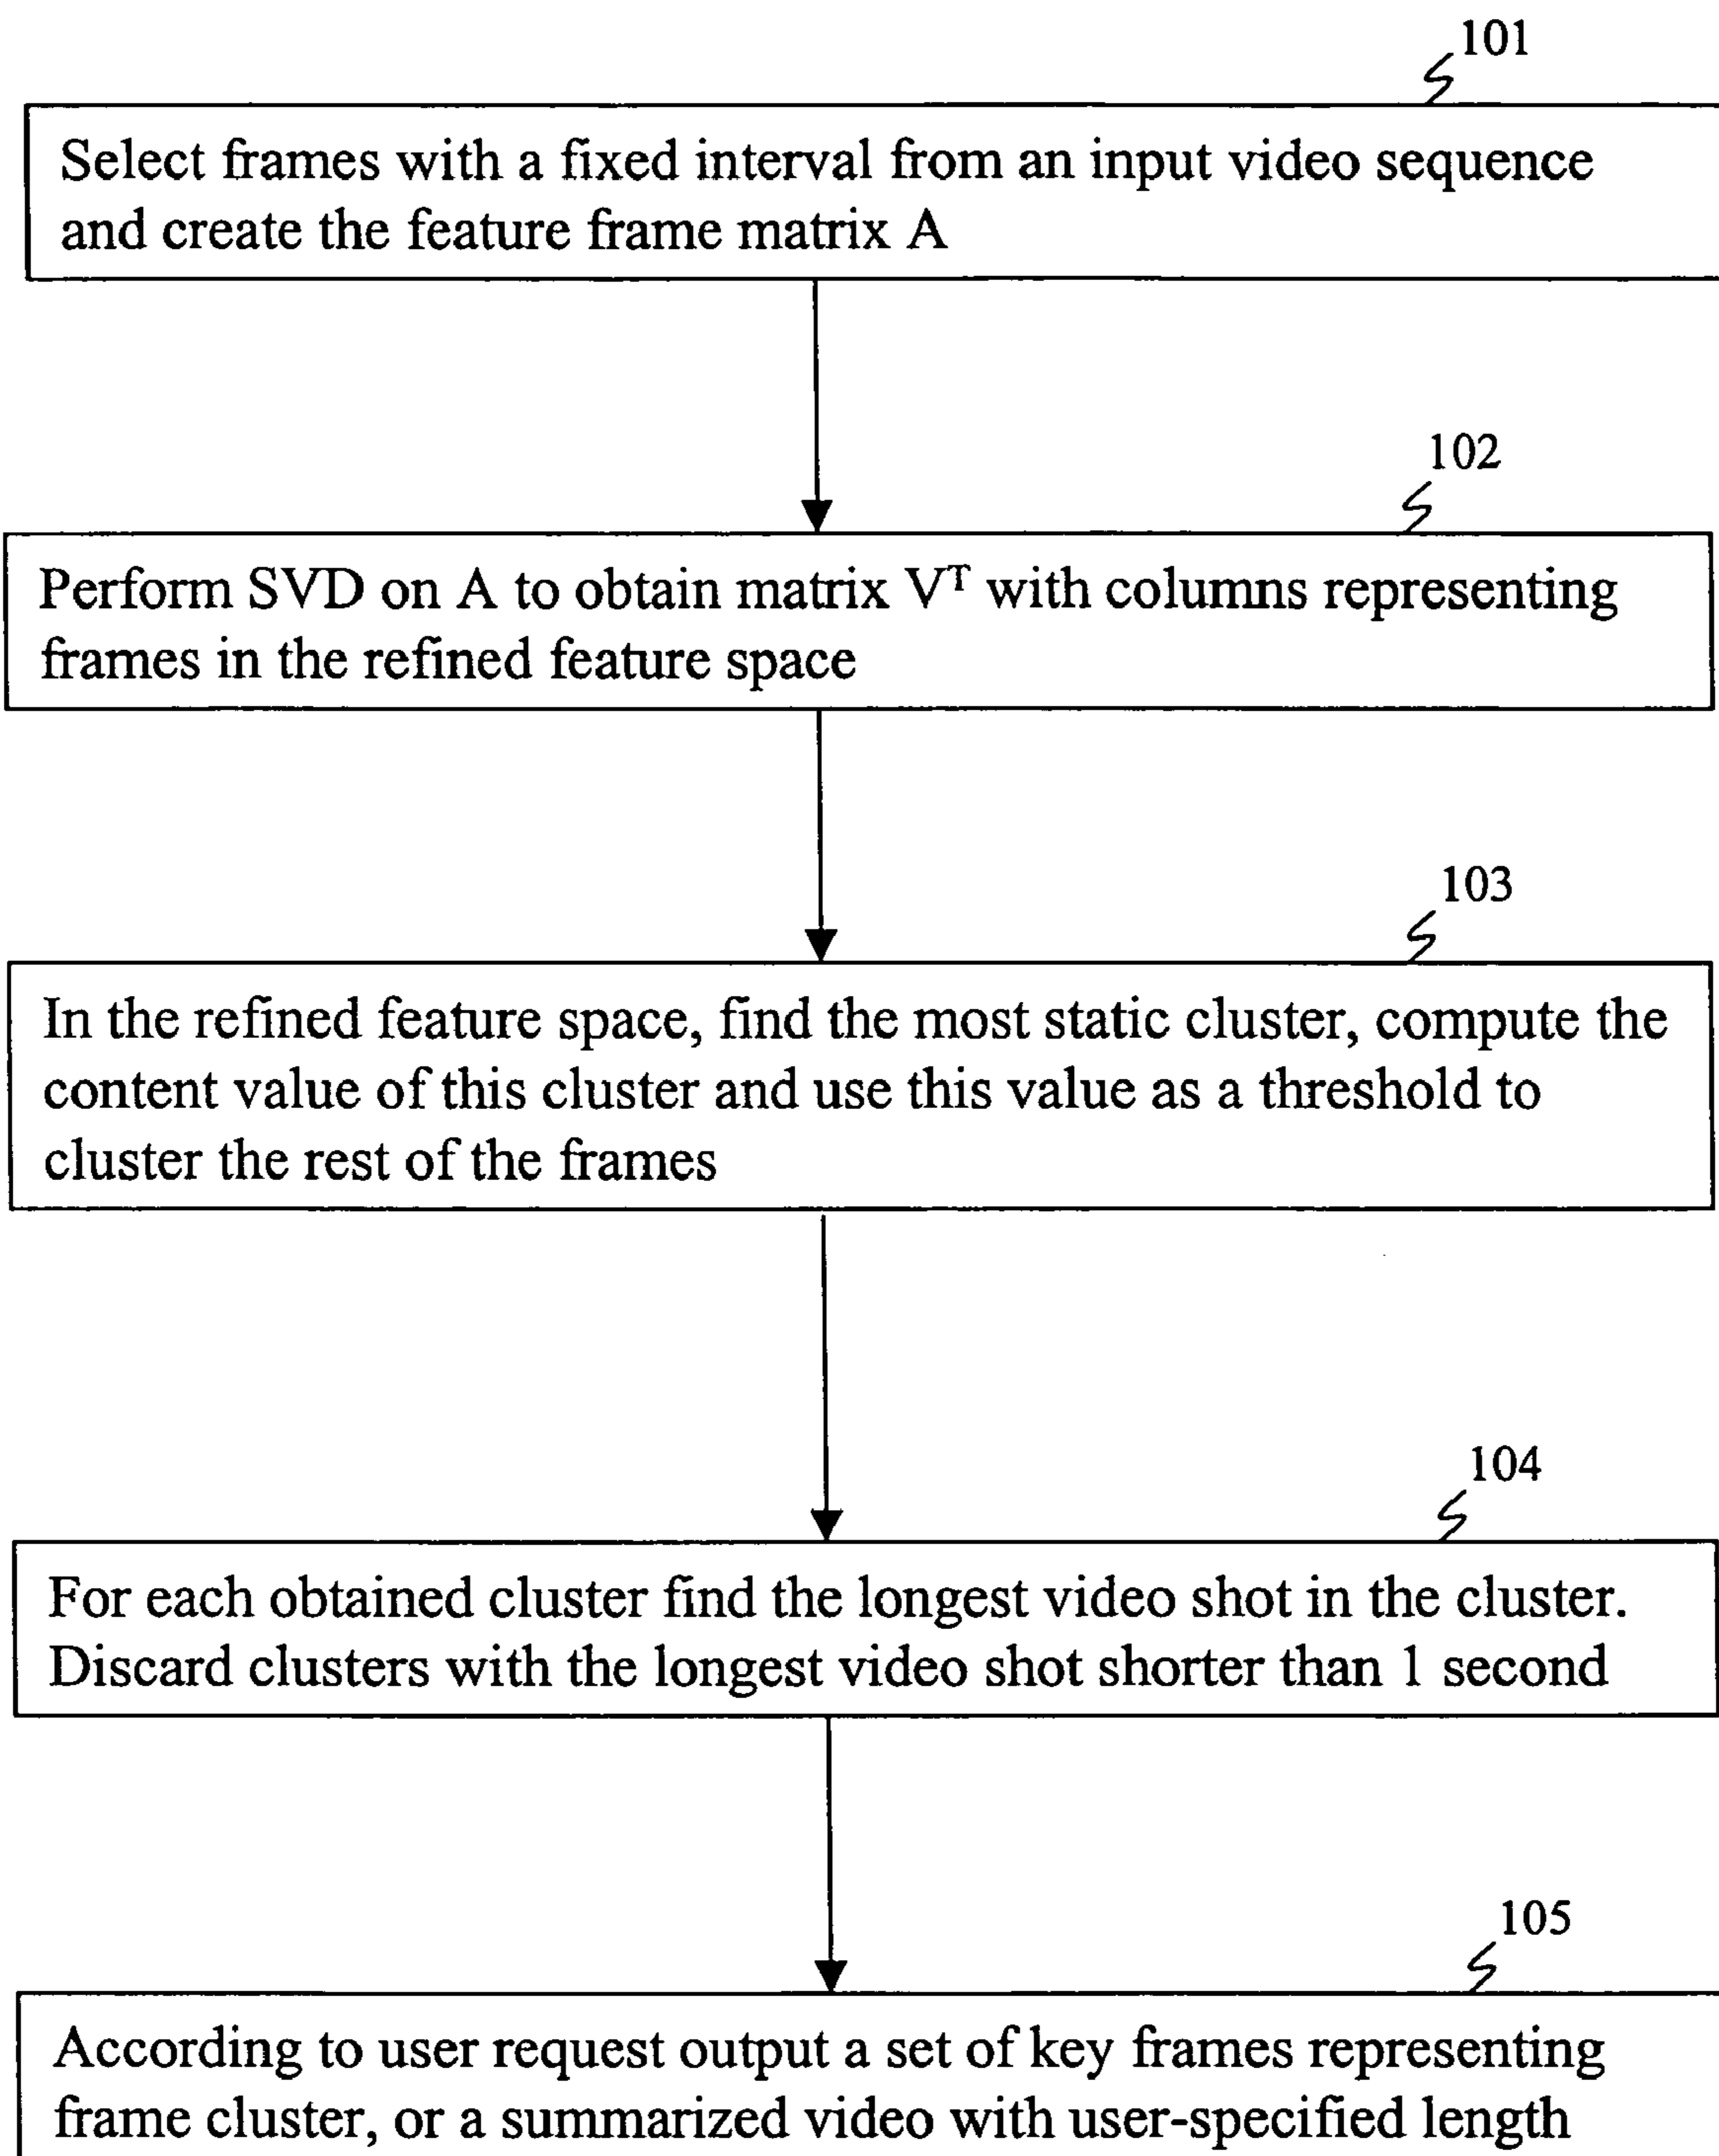 101
Select frames with a fixed interval from an input video sequence
and create the feature frame matrix A
102
Perform SVD on A to obtain matrix Vᵀ with columns representing
frames in the refined feature space
103
In the refined feature space, find the most static cluster, compute the
content value of this cluster and use this value as a threshold to
cluster the rest of the frames
104
For each obtained cluster find the longest video shot in the cluster.
Discard clusters with the longest video shot shorter than 1 second
105
According to user request output a set of key frames representing
frame cluster, or a summarized video with user-specified length